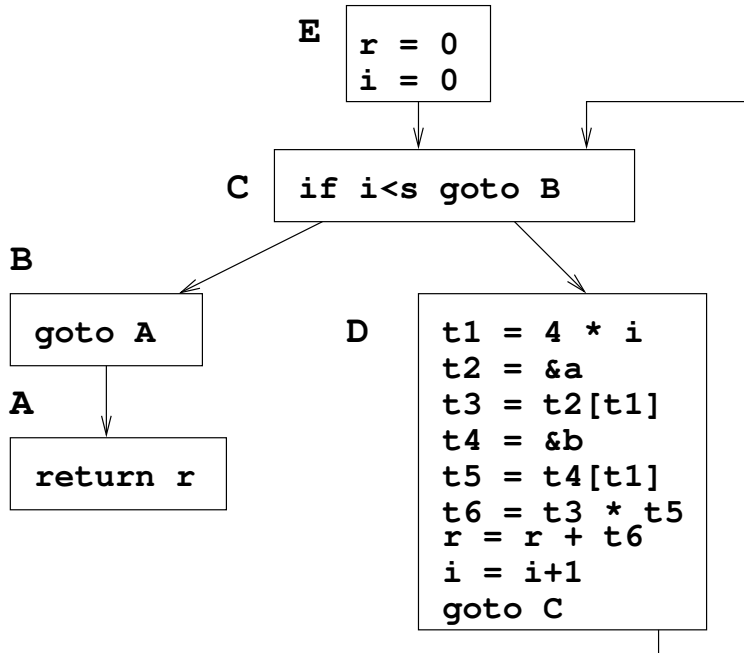 E
r = 0
i = 0
C
if i<s goto B
B
goto A
A
return r
D
t1 = 4 * i
t2 = &a
t3 = t2[t1]
t4 = &b
t5 = t4[t1]
t6 = t3 * t5
r = r + t6
i = i+1
goto C